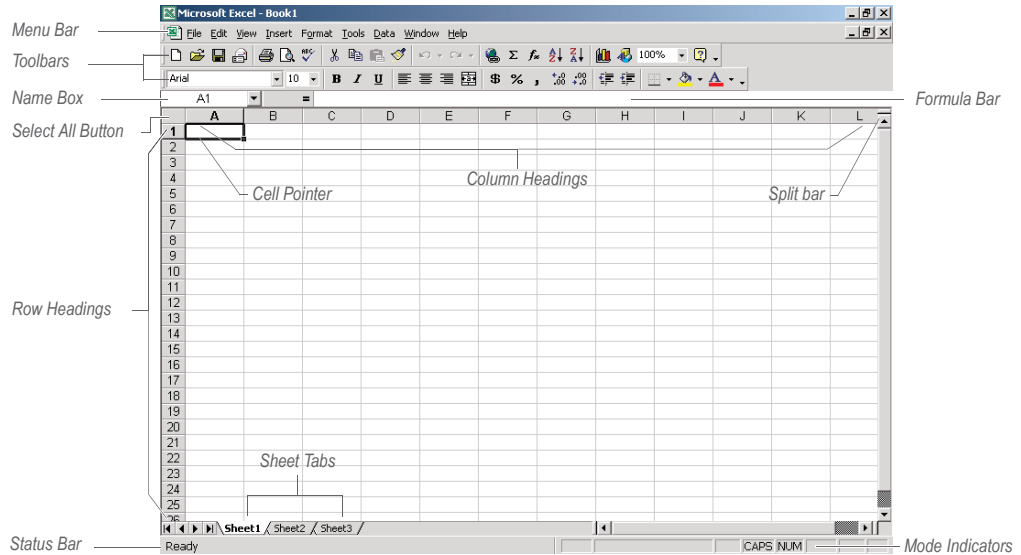 Microsoft Excel - Book1
Menu Bar
File Edit View Insert Format Tools Data Window Help
Toolbars
100%
Arial 10 B I U $ % ,
Name Box
A1 =
Formula Bar
Select All Button
A B C D E F G H I J K L
1
2
3
4
Column Headings
5
Cell Pointer
Split bar
6
7
8
9
10
11
Row Headings
12
13
14
15
16
17
18
19
20
21
22
Sheet Tabs
23
24
25
26
Sheet1 Sheet2 Sheet3
Status Bar
Ready CAPS NUM
Mode Indicators